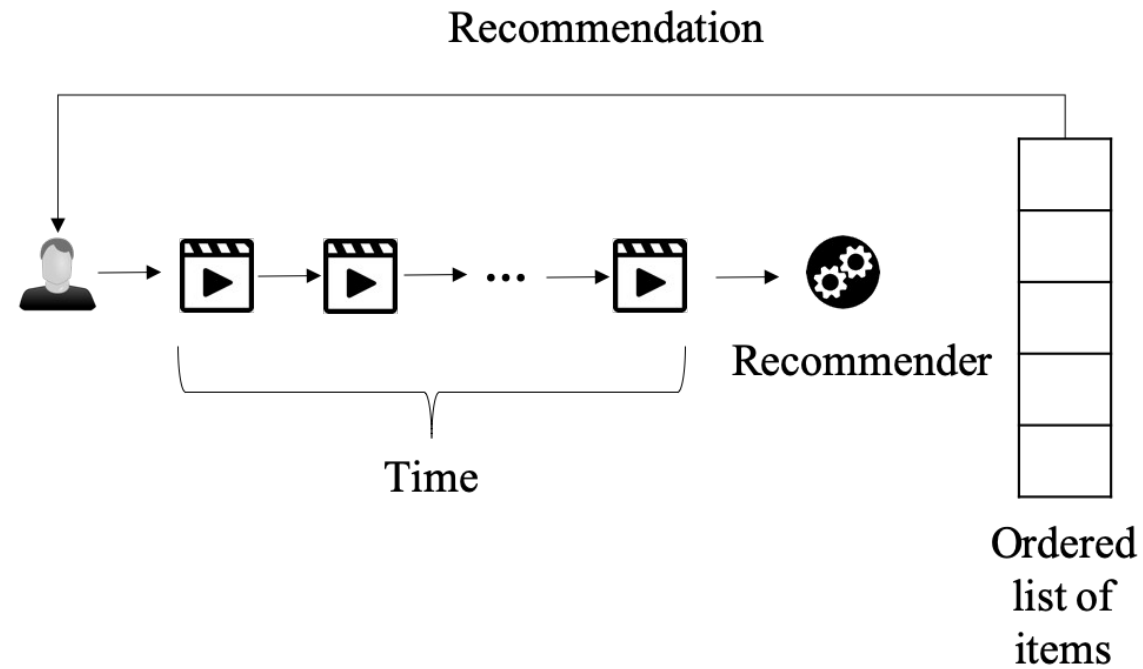 Recommendation
...
Recommender
Time
Ordered
list of
items